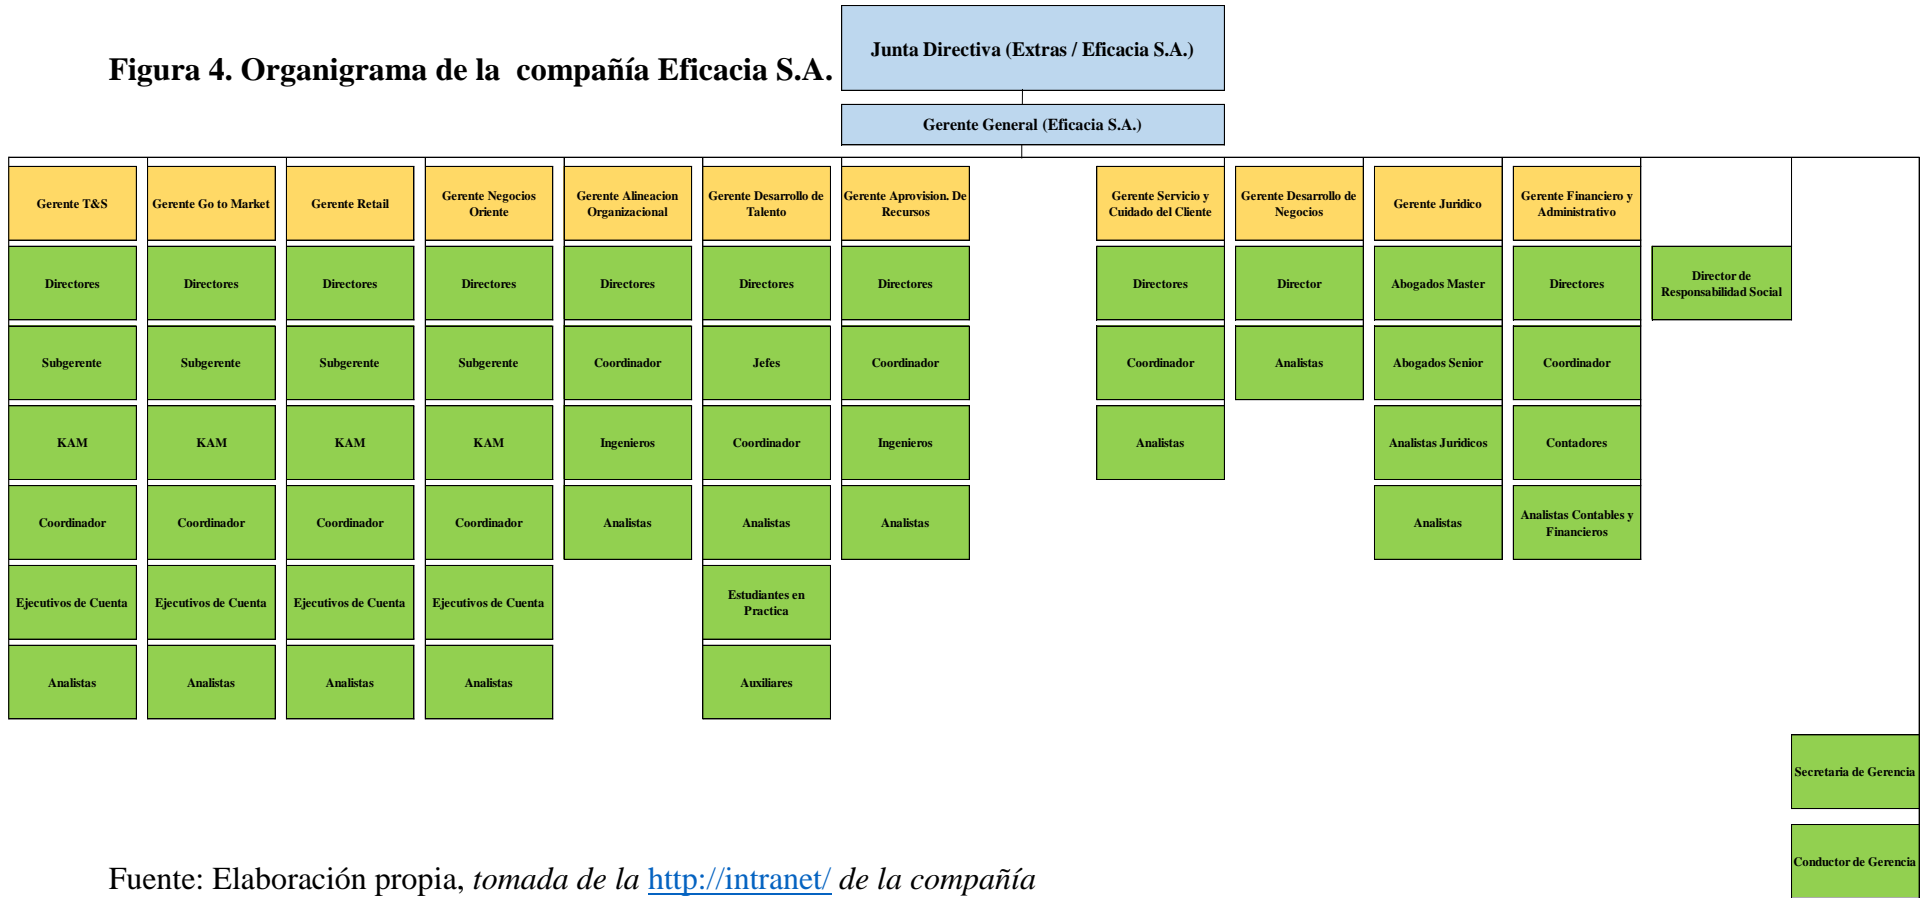 Junta Directiva (Extras / Eficacia S.A.)
Figura 4. Organigrama de la  compañía Eficacia S.A.
Gerente General (Eficacia S.A.)
Gerente T&S
Gerente Go to Market
Gerente Retail
Gerente Negocios
Oriente
Gerente Alineacion
Organizacional
Gerente Desarrollo de
Talento
Gerente Aprovision. De
Recursos
Gerente Servicio y
Cuidado del Cliente
Gerente Desarrollo de
Negocios
Gerente Juridico
Gerente Financiero y
Administrativo
Directores
Directores
Directores
Directores
Directores
Directores
Directores
Directores
Director
Abogados Master
Directores
Director de
Responsabilidad Social
Subgerente
Subgerente
Subgerente
Subgerente
Coordinador
Jefes
Coordinador
Coordinador
Analistas
Abogados Senior
Coordinador
KAM
KAM
KAM
KAM
Ingenieros
Coordinador
Ingenieros
Analistas
Analistas Juridicos
Contadores
Coordinador
Coordinador
Coordinador
Coordinador
Analistas
Analistas
Analistas
Analistas
Analistas Contables y
Financieros
Ejecutivos de Cuenta
Ejecutivos de Cuenta
Ejecutivos de Cuenta
Ejecutivos de Cuenta
Estudiantes en
Practica
Analistas
Analistas
Analistas
Analistas
Auxiliares
Secretaria de Gerencia
Conductor de Gerencia
Fuente: Elaboración propia, tomada de la http://intranet/ de la compañía